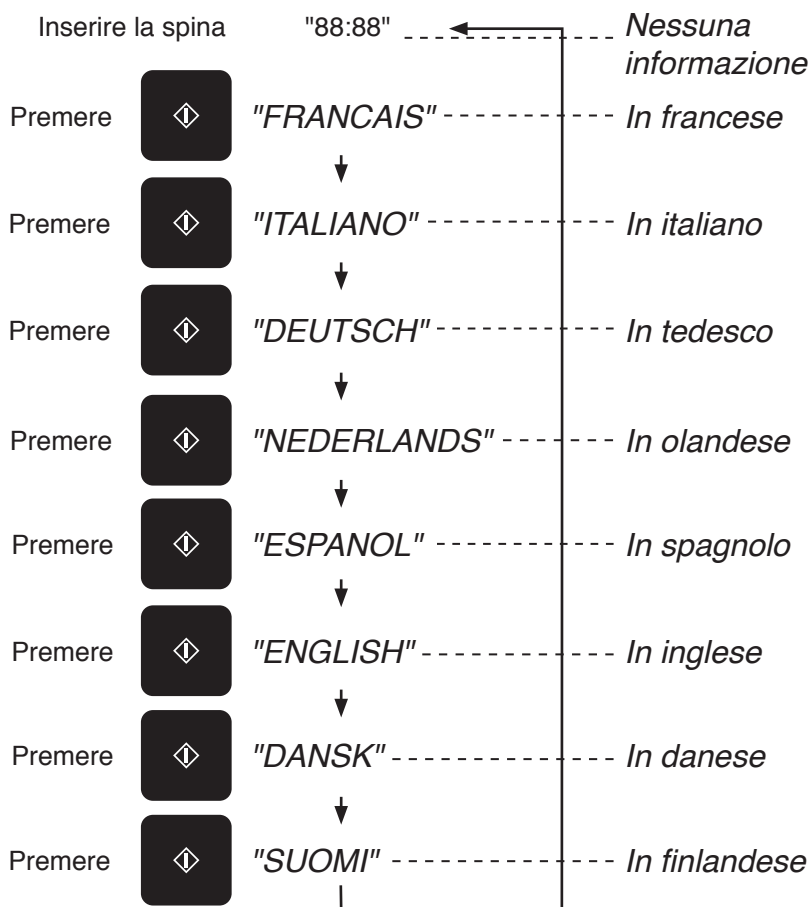 Inserire la spina "88:88" Nessuna
informazione
Premere "FRANCAIS" In francese
Premere "ITALIANO" In italiano
Premere "DEUTSCH" In tedesco
Premere "NEDERLANDS" In olandese
Premere "ESPANOL" In spagnolo
Premere "ENGLISH" In inglese
Premere "DANSK" In danese
Premere "SUOMI" In finlandese